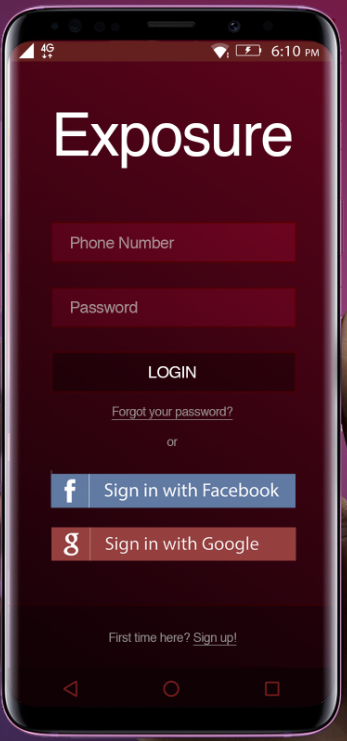 4G
6:10 PM
Exposure
Phone Number
Password
LOGIN
Forgot your password?
or
f Sign in with Facebook
g Sign in with Google
First time here? Sign up!